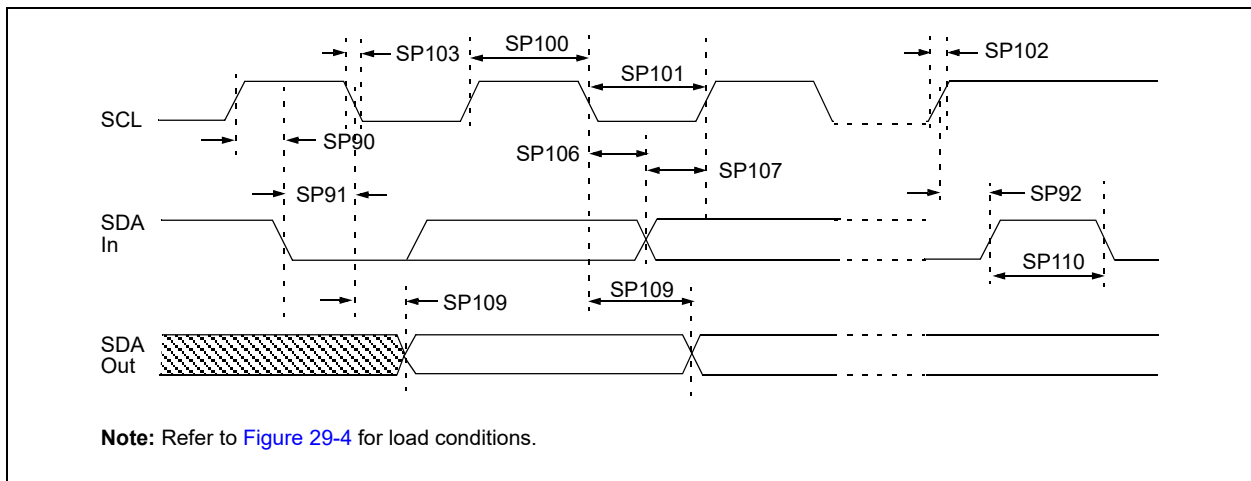 SP103
SP100
SP101
SP102
SCL
SP90
SP106
SP107
SP91
SP92
SDA
In
SP110
SP109
SP109
SDA
Out
Note: Refer to Figure 29-4 for load conditions.